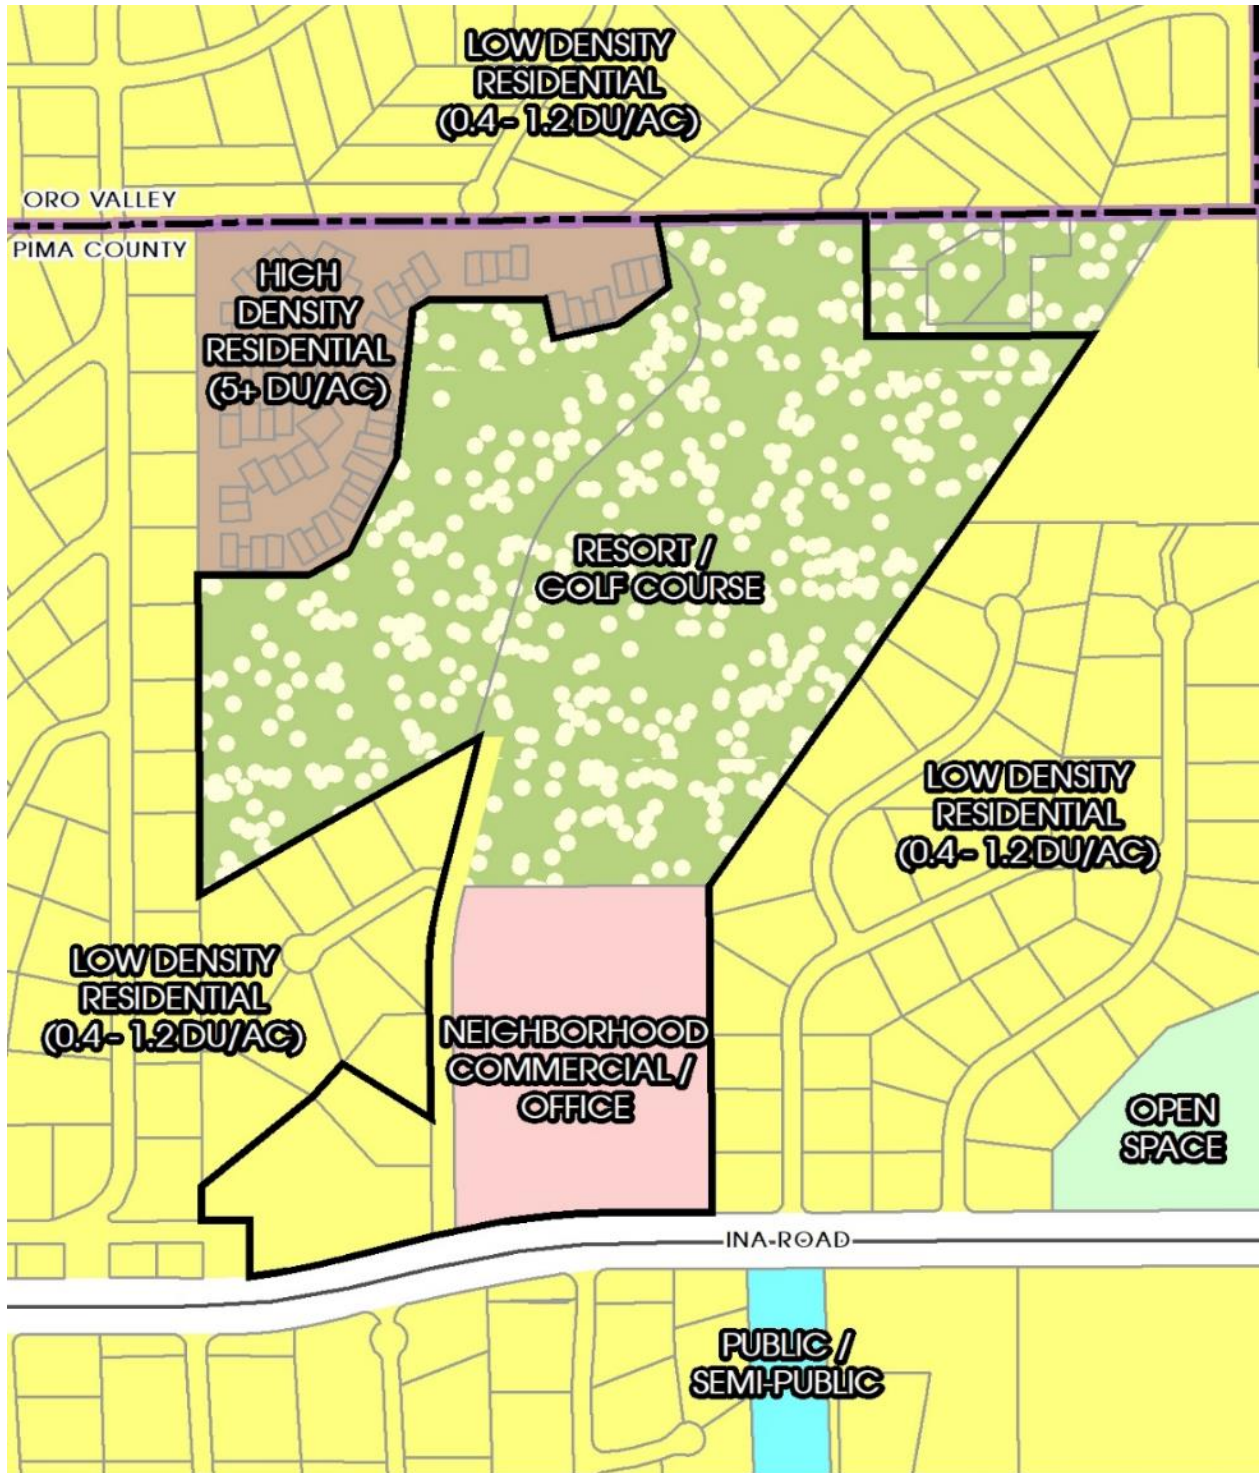 LOW DENSITY
RESIDENTIAL
(0.4 - 1.2 DU/AC)
ORO VALLEY
PIMA COUNTY
HIGH
DENSITY
RESIDENTIAL
(5+ DU/AC)
RESORT /
GOLF COURSE
LOW DENSITY
RESIDENTIAL
(0.4 - 1.2 DU/AC)
LOW DENSITY
RESIDENTIAL
(0.4 - 1.2 DU/AC)
NEIGHBORHOOD
COMMERCIAL /
OFFICE
OPEN
SPACE
INA ROAD
PUBLIC /
SEMI-PUBLIC